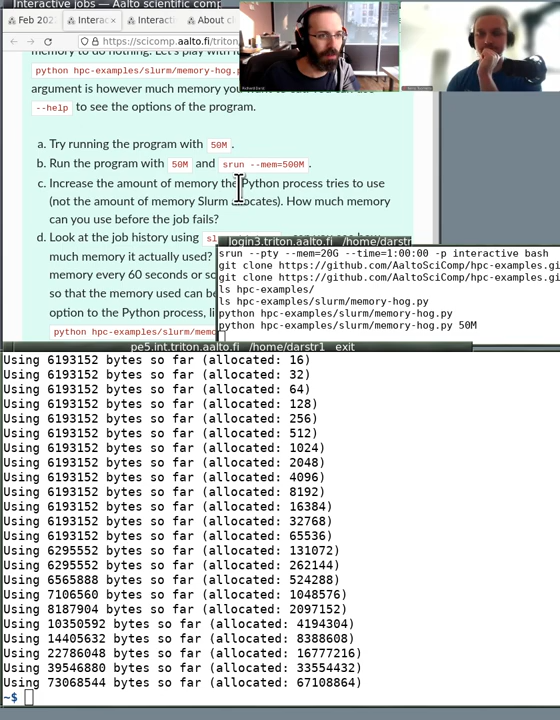 Interactive jobs — Aalto scientific comp
Feb 202
Interac
Interacti
About cl
https://scicomp.aalto.fi/triton
memory to do nothing. Let's play with
python hpc-examples/slurm/memory-hog.p
argument is however much memory you
--help to see the options of the program.
a. Try running the program with 50M.
b. Run the program with 50M and srun --mem=500M.
c. Increase the amount of memory the Python process tries to use
(not the amount of memory Slurm allocates). How much memory
can you use before the job fails?
d. Look at the job history using
much memory it actually used?
memory every 60 seconds or so
so that the memory used can be
option to the Python process, li
python hpc-examples/slurm/memo
login3.triton.aalto.fi /home/darstr
srun --pty --mem=20G --time=1:00:00 -p interactive bash
git clone https://github.com/AaltoSciComp/hpc-examples.gi
git clone https://github.com/AaltoSciComp/hpc-examples.gi
ls hpc-examples/
ls hpc-examples/slurm/memory-hog.py
python hpc-examples/slurm/memory-hog.py
python hpc-examples/slurm/memory-hog.py 50M
pe5.int.triton.aalto.fi /home/darstr1 exit
Using 6193152 bytes so far (allocated: 16)
Using 6193152 bytes so far (allocated: 32)
Using 6193152 bytes so far (allocated: 64)
Using 6193152 bytes so far (allocated: 128)
Using 6193152 bytes so far (allocated: 256)
Using 6193152 bytes so far (allocated: 512)
Using 6193152 bytes so far (allocated: 1024)
Using 6193152 bytes so far (allocated: 2048)
Using 6193152 bytes so far (allocated: 4096)
Using 6193152 bytes so far (allocated: 8192)
Using 6193152 bytes so far (allocated: 16384)
Using 6193152 bytes so far (allocated: 32768)
Using 6193152 bytes so far (allocated: 65536)
Using 6295552 bytes so far (allocated: 131072)
Using 6295552 bytes so far (allocated: 262144)
Using 6565888 bytes so far (allocated: 524288)
Using 7106560 bytes so far (allocated: 1048576)
Using 8187904 bytes so far (allocated: 2097152)
Using 10350592 bytes so far (allocated: 4194304)
Using 14405632 bytes so far (allocated: 8388608)
Using 22786048 bytes so far (allocated: 16777216)
Using 39546880 bytes so far (allocated: 33554432)
Using 73068544 bytes so far (allocated: 67108864)
~$